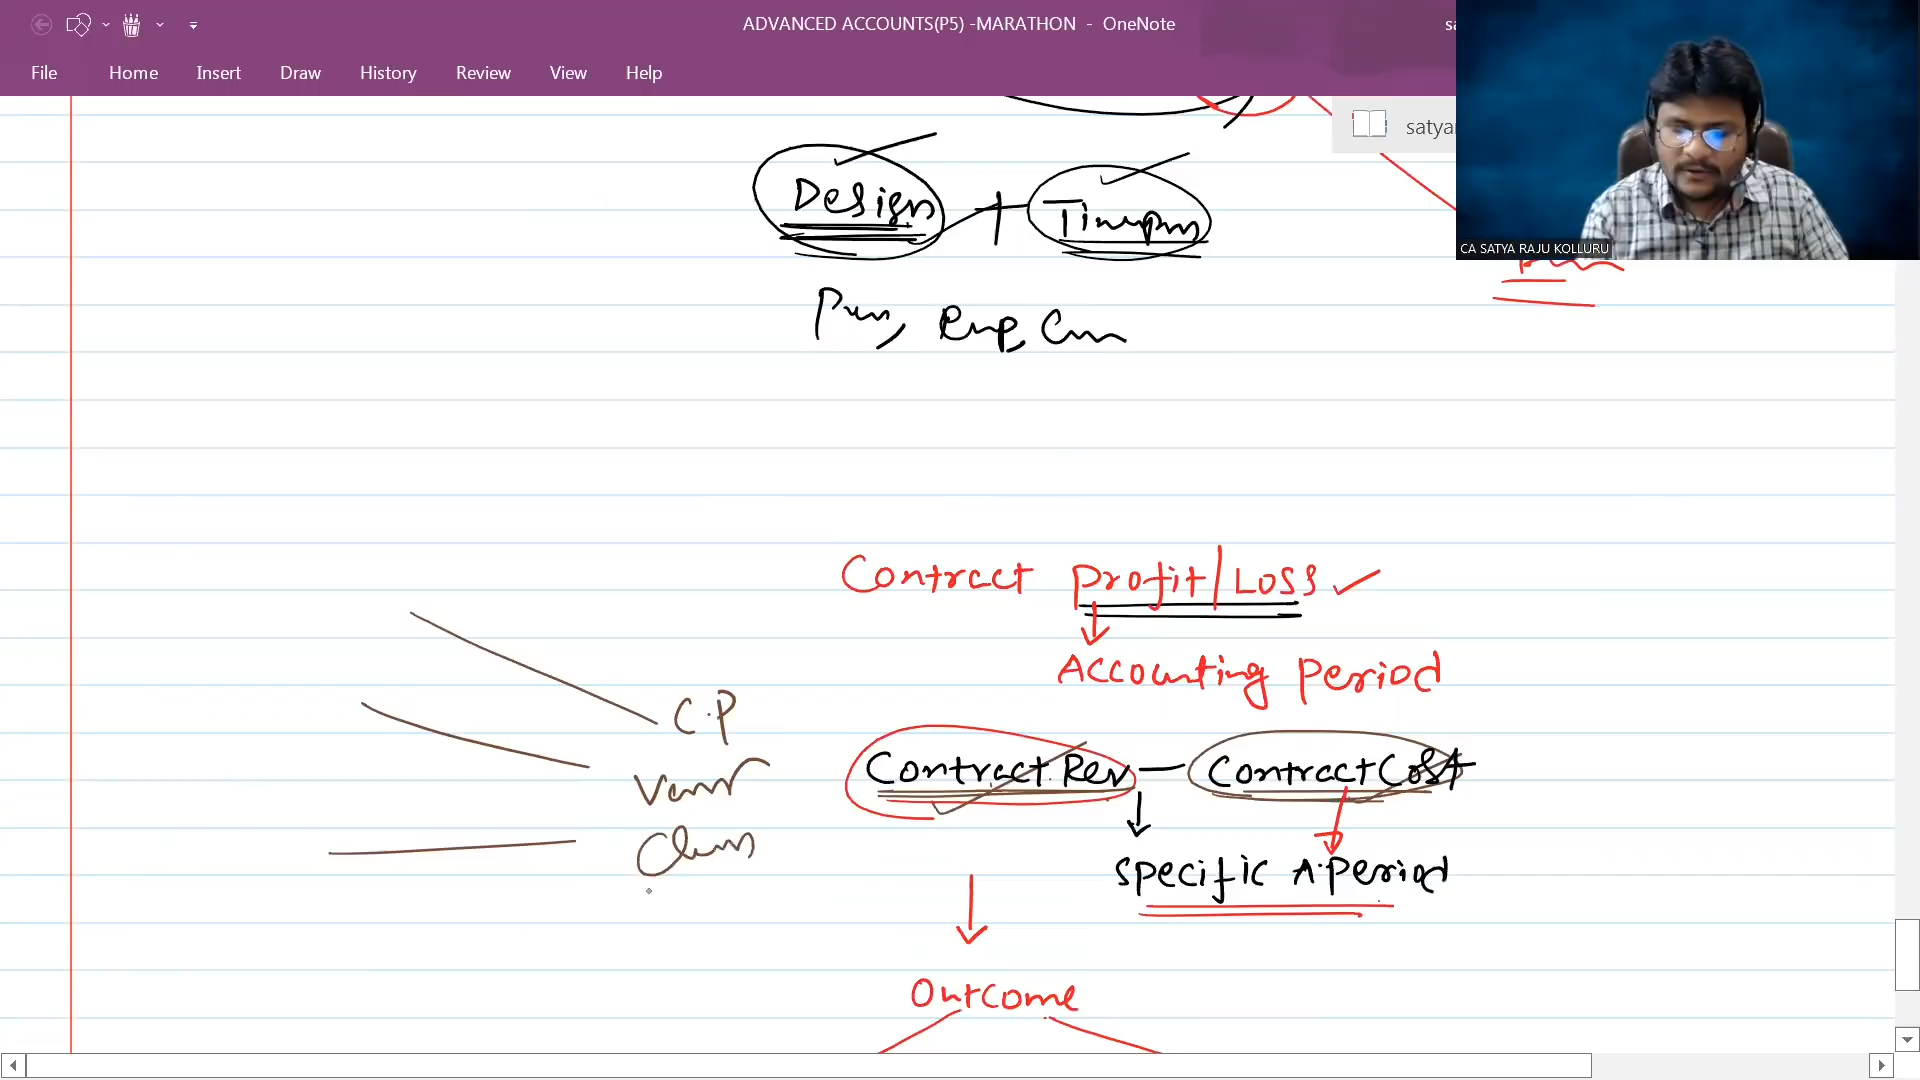 ADVANCED ACCOUNTS(P5) -MARATHON - OneNote
sa
File Home Insert Draw History Review View Help
satya
CA SATYA RAJU KOLLURU
Design +
Contract Profit/Loss
Accounting Period
C.P
Contract Rev - Contract Cost
Specific A.Period
Outcome